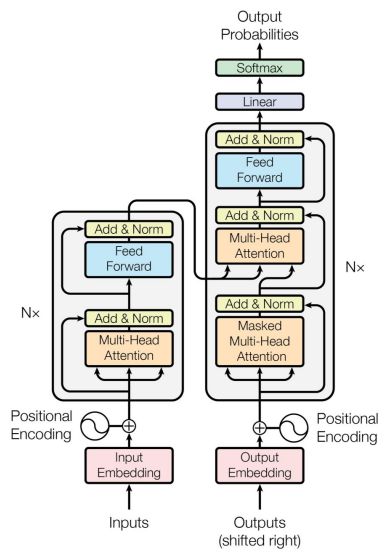 Output
Probabilities
Softmax
Linear
Add & Norm
Feed
Forward
Add & Norm
Multi-Head
Attention
Add & Norm
Masked
Multi-Head
Attention
N×
Add & Norm
Feed
Forward
N×
Add & Norm
Multi-Head
Attention
Positional
Encoding
Positional
Encoding
Input
Embedding
Output
Embedding
Inputs
Outputs
(shifted right)